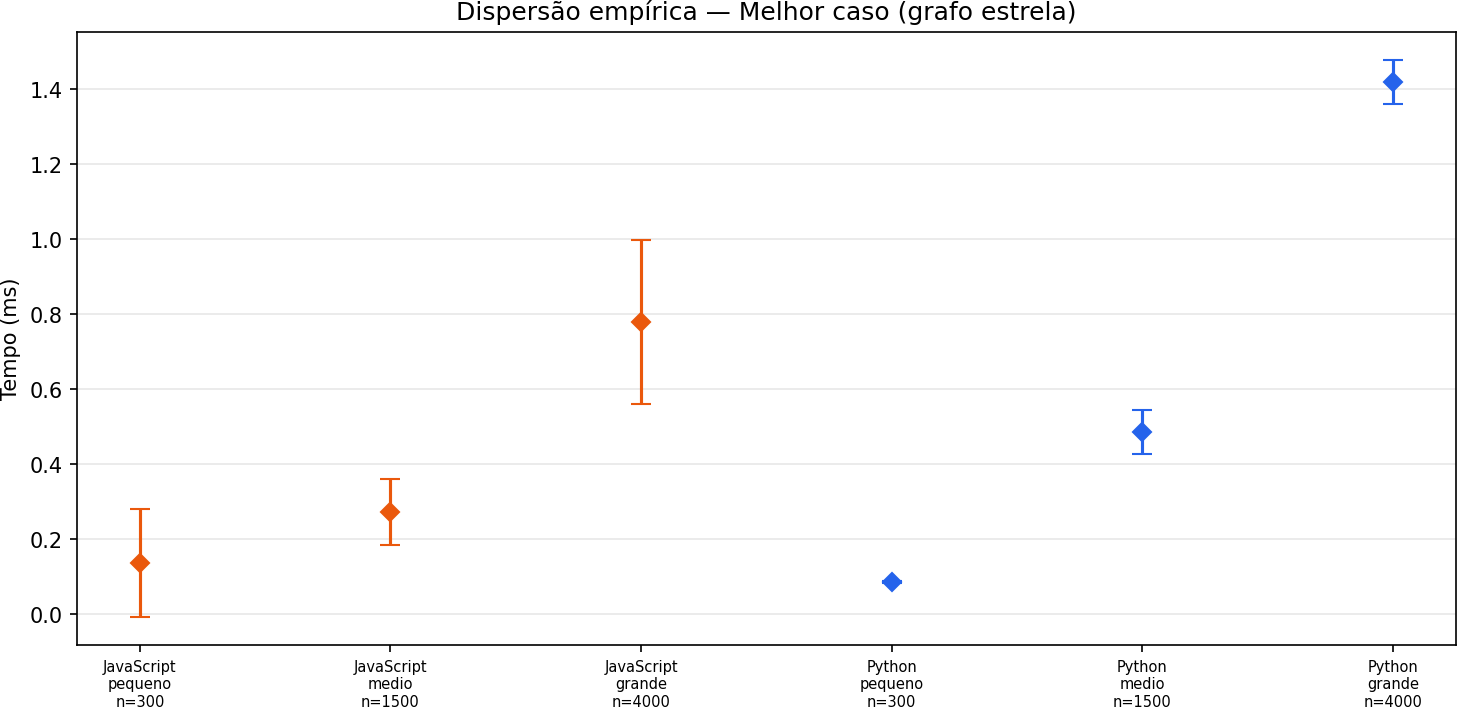 Dispersão empírica — Melhor caso (grafo estrela)
Tempo (ms)
1.4
1.2
1.0
0.8
0.6
0.4
0.2
0.0
JavaScript
pequeno
n=300
JavaScript
medio
n=1500
JavaScript
grande
n=4000
Python
pequeno
n=300
Python
medio
n=1500
Python
grande
n=4000